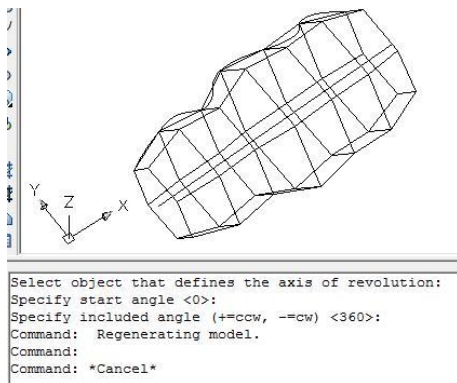 Y
Z
X
Select object that defines the axis of revolution:
Specify start angle <0>:
Specify included angle (+=ccw, -=cw) <360>:
Command:  Regenerating model.
Command:
Command: *Cancel*